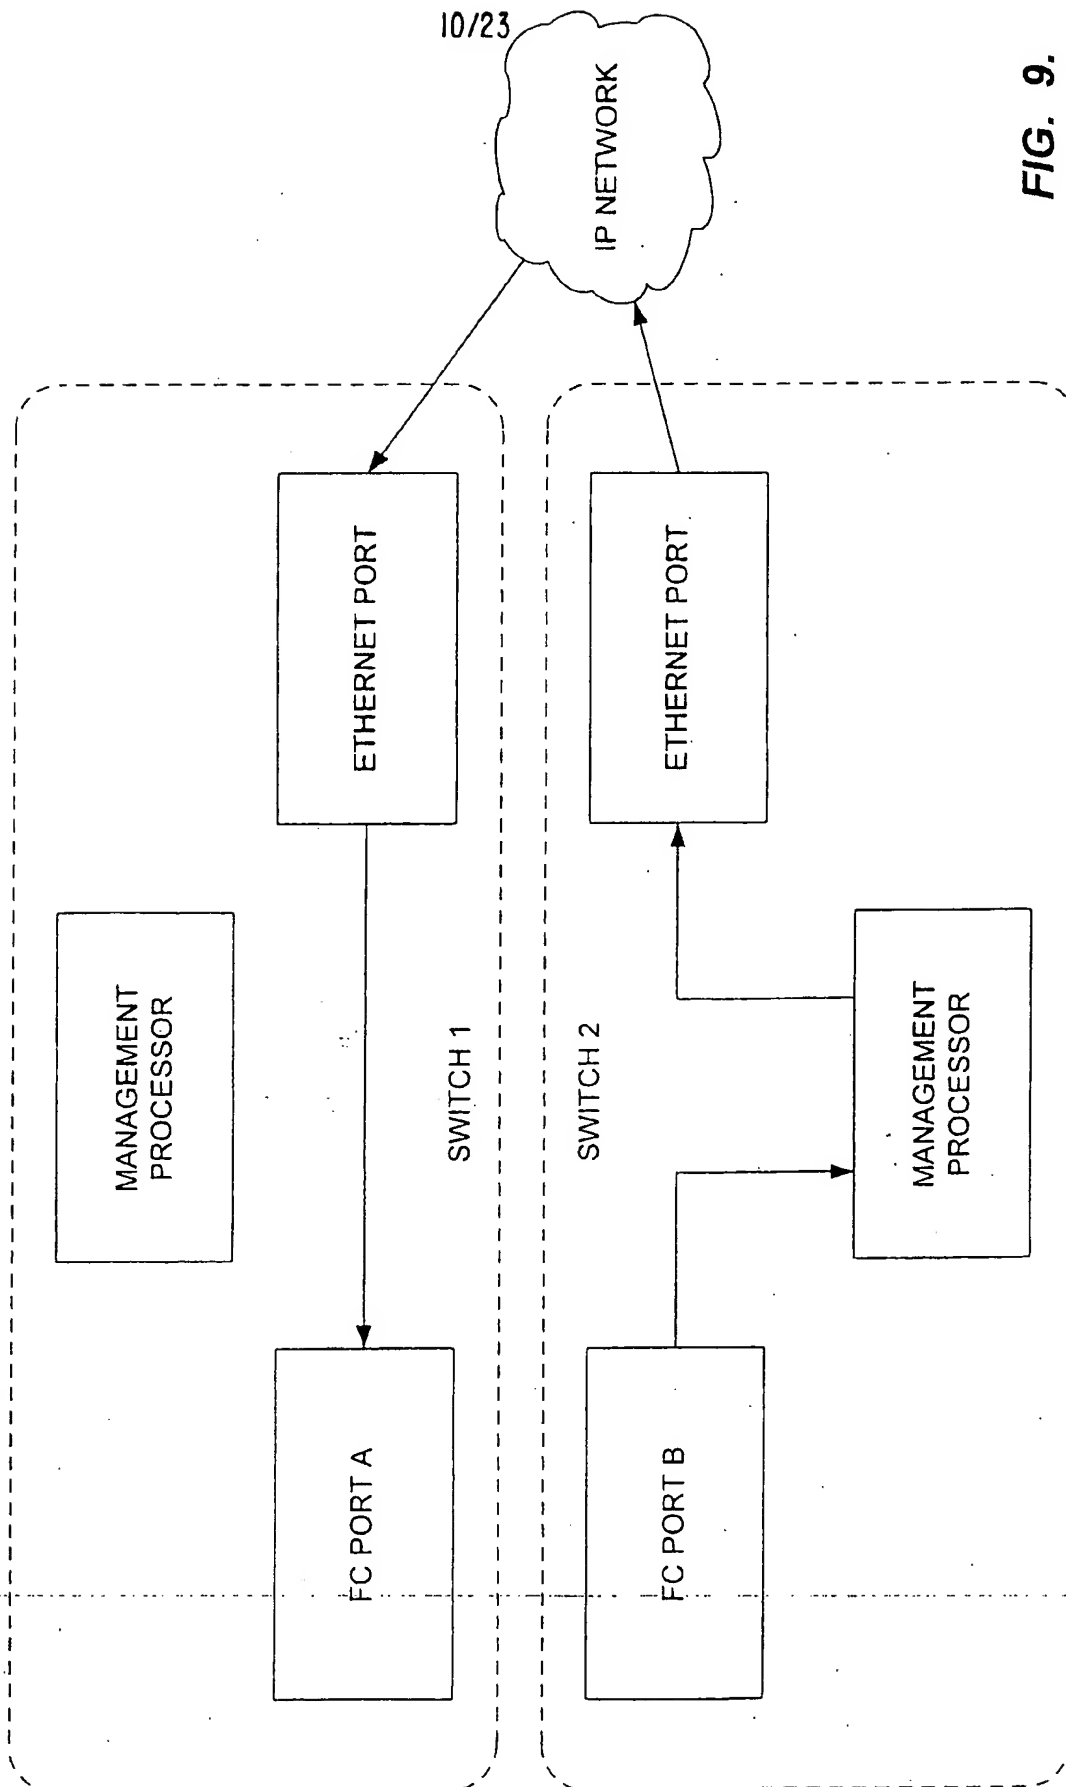 10/23
MANAGEMENT
PROCESSOR
FC PORT A
ETHERNET PORT
SWITCH 1
IP NETWORK
SWITCH 2
FC PORT B
ETHERNET PORT
MANAGEMENT
PROCESSOR
FIG. 9.